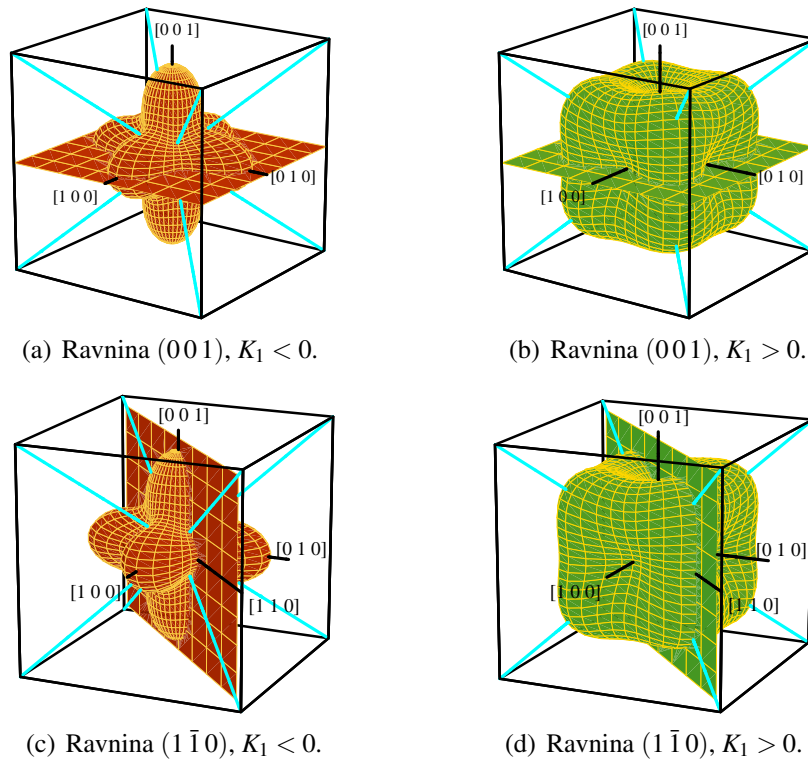 [0 0 1]
[0 1 0]
[1 0 0]
[0 0 1]
[0 1 0]
[1 0 0]
(a) Ravnina (0 0 1), K₁ < 0.
(b) Ravnina (0 0 1), K₁ > 0.
[0 0 1]
[0 1 0]
[1 0 0]
[1 1 0]
[0 0 1]
[0 1 0]
[1 0 0]
[1 1 0]
(c) Ravnina (1 1̄ 0), K₁ < 0.
(d) Ravnina (1 1̄ 0), K₁ > 0.